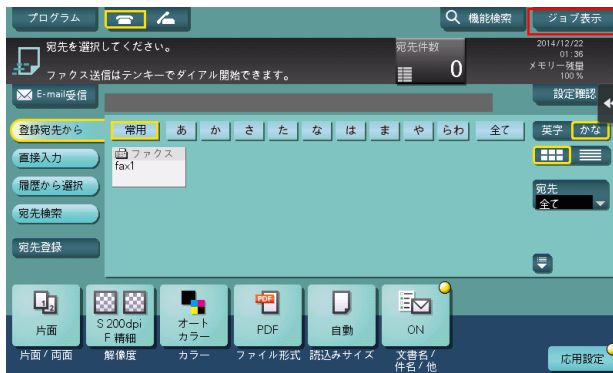 プログラム
機能検索
ジョブ表示
宛先を選択してください。
ファクス送信はテンキーでダイアル開始できます。
宛先件数
0
2014/12/22
01:36
メモリー残量
100 %
E-mail受信
設定確認
登録宛先から
常用 あ か さ た な は ま や らわ 全て
英字 かな
直接入力
ファクス
fax1
履歴から選択
宛先検索
宛先
全て
宛先登録
片面
S 200dpi
F 精細
オート
カラー
PDF
PDF
自動
ON
片面 / 両面
解像度
カラー
ファイル形式
読込みサイズ
文書名 /
件名 / 他
応用設定